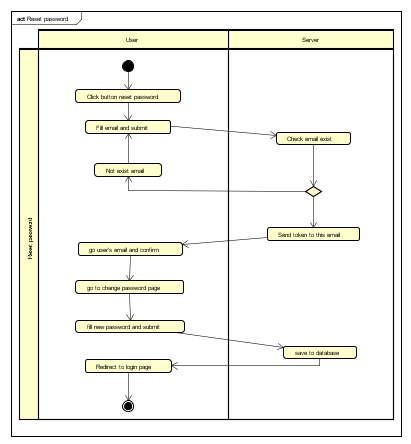 act Reset password
User
Server
Reset password
Click button reset password
Fill email and submit
Check email exist
Not exist email
Send token to this email
go user's email and confirm
go to change password page
fill new password and submit
save to database
Redirect to login page